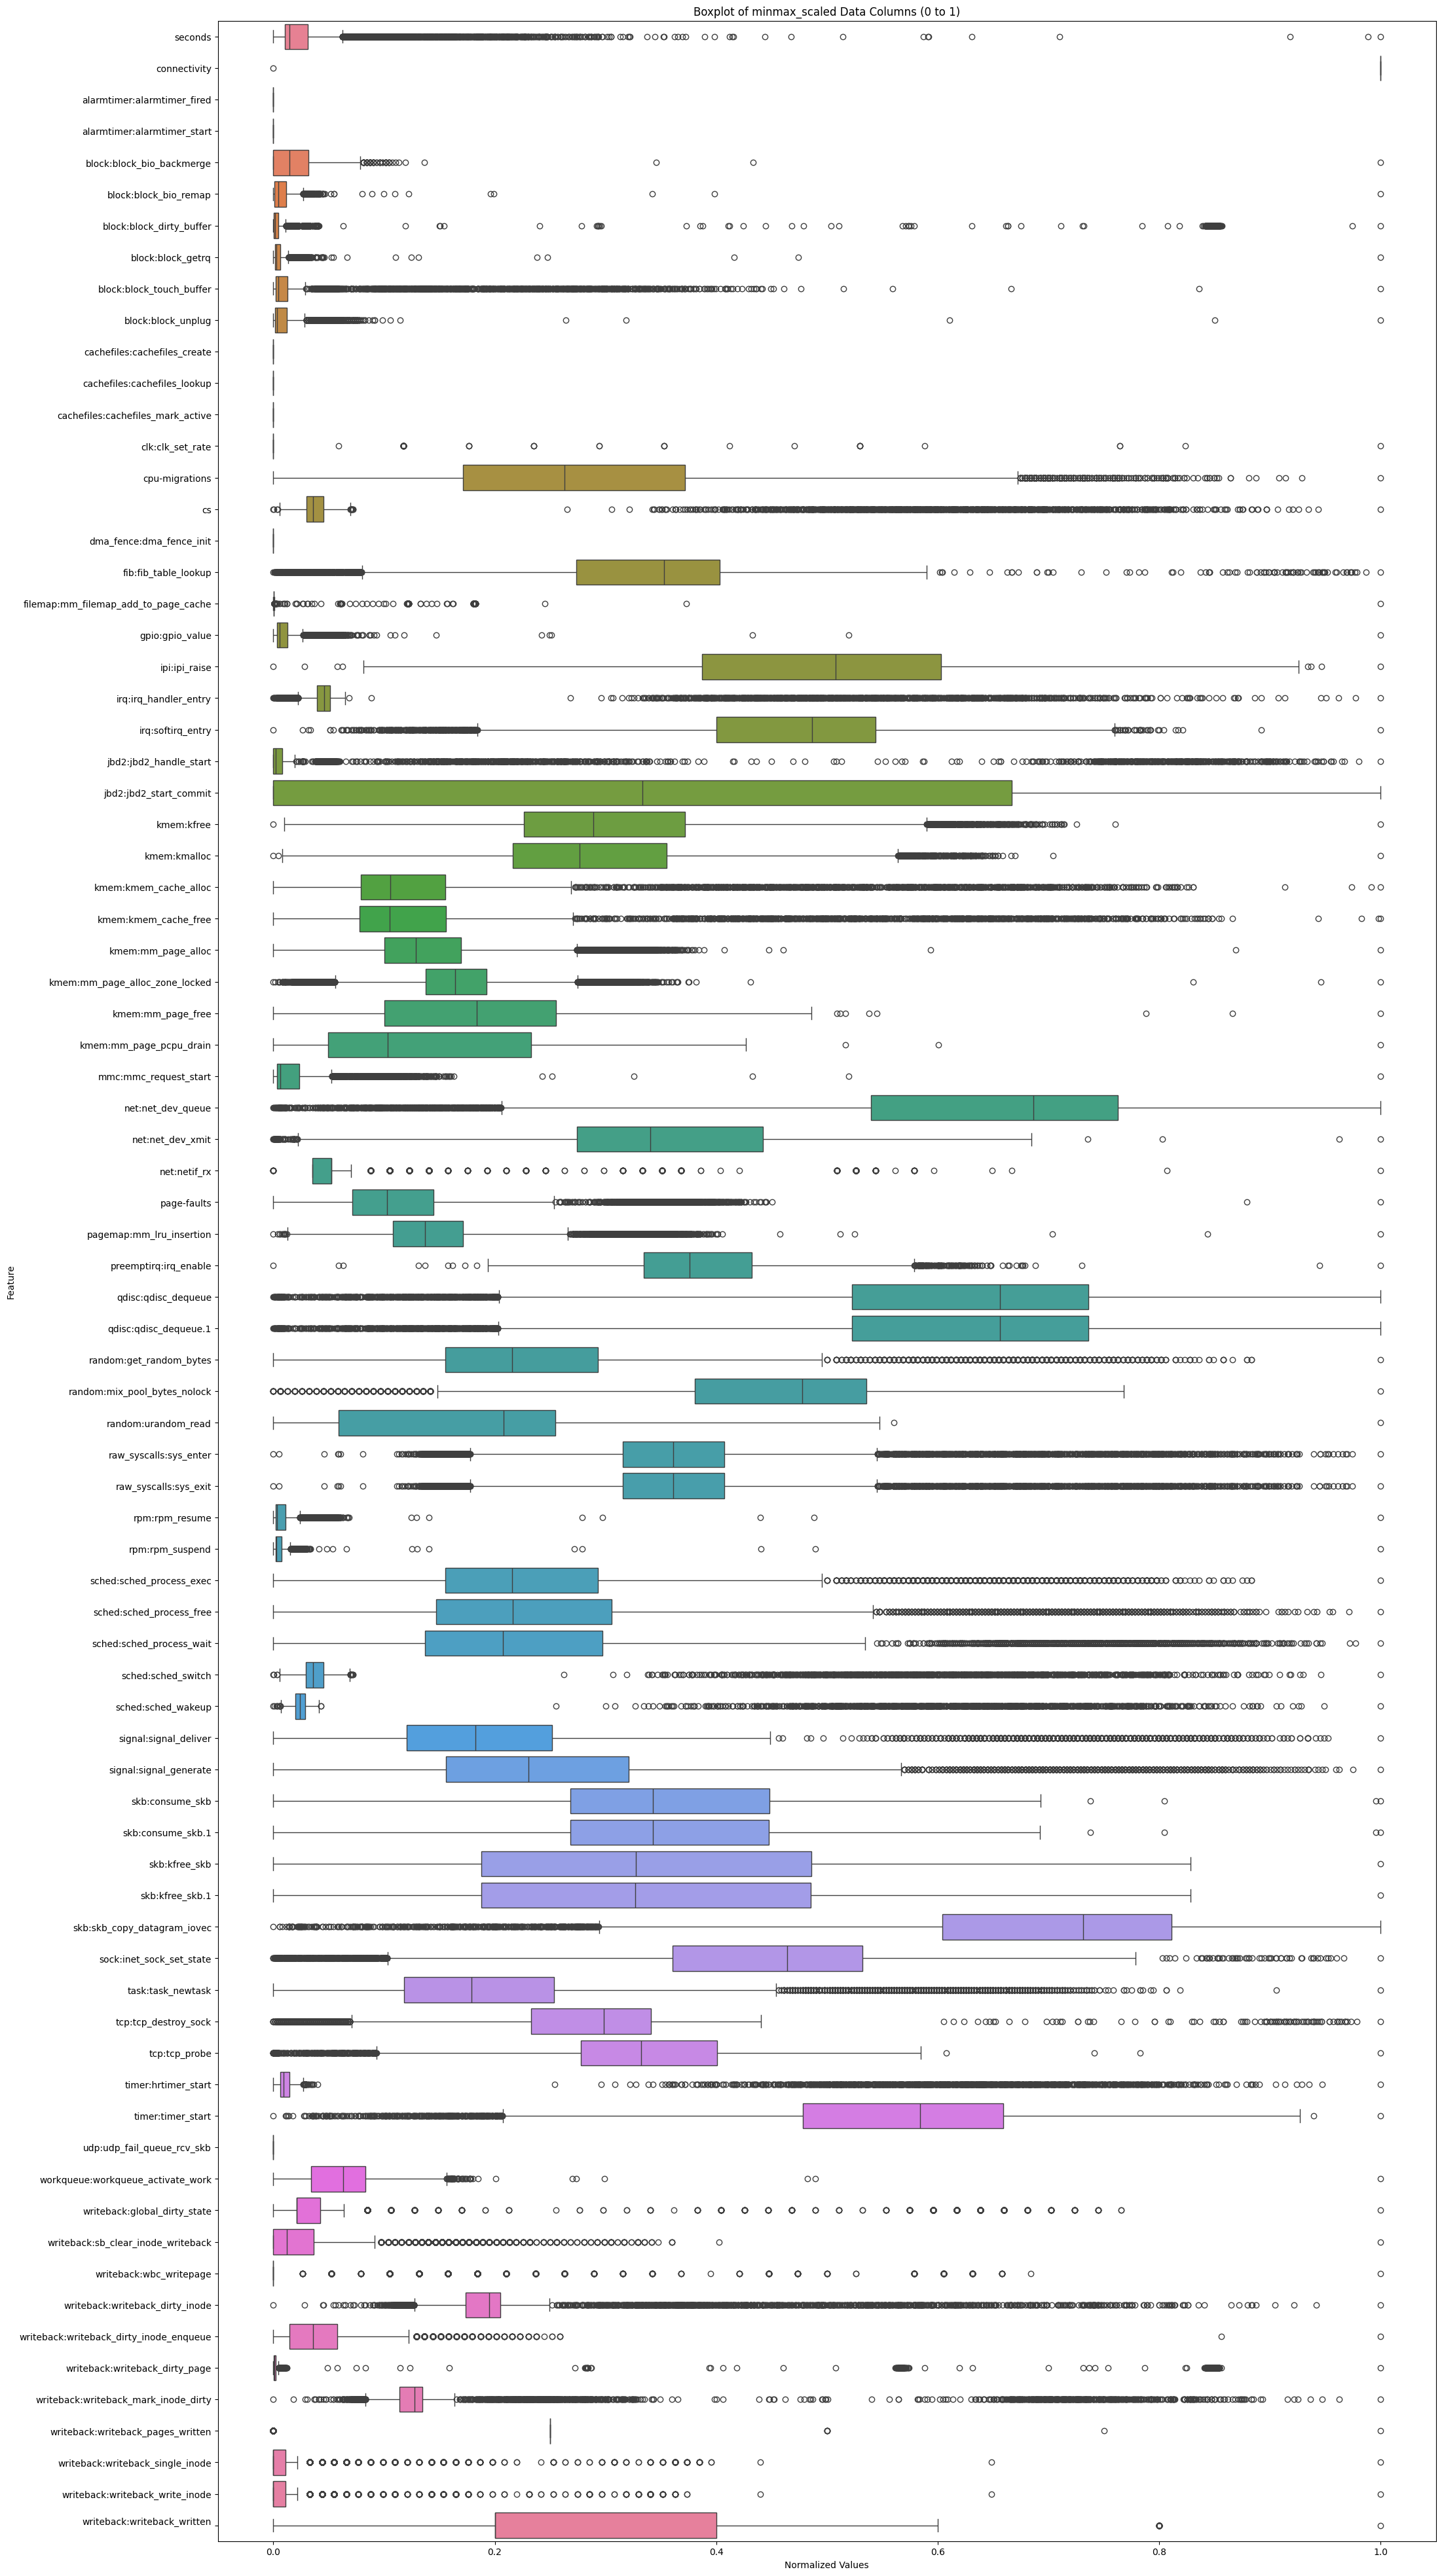 Boxplot of minmax_scaled Data Columns (0 to 1)
seconds
connectivity
alarmtimer:alarmtimer_fired
alarmtimer:alarmtimer_start
block:block_bio_backmerge
block:block_bio_remap
block:block_dirty_buffer
block:block_getrq
block:block_touch_buffer
block:block_unplug
cachefiles:cachefiles_create
cachefiles:cachefiles_lookup
cachefiles:cachefiles_mark_active
clk:clk_set_rate
cpu-migrations
cs
dma_fence:dma_fence_init
fib:fib_table_lookup
filemap:mm_filemap_add_to_page_cache
gpio:gpio_value
ipi:ipi_raise
irq:irq_handler_entry
irq:softirq_entry
jbd2:jbd2_handle_start
jbd2:jbd2_start_commit
kmem:kfree
kmem:kmalloc
kmem:kmem_cache_alloc
kmem:kmem_cache_free
kmem:mm_page_alloc
kmem:mm_page_alloc_zone_locked
kmem:mm_page_free
kmem:mm_page_pcpu_drain
mmc:mmc_request_start
net:net_dev_queue
net:net_dev_xmit
net:netif_rx
page-faults
pagemap:mm_lru_insertion
preemptirq:irq_enable
qdisc:qdisc_dequeue
qdisc:qdisc_dequeue.1
random:get_random_bytes
random:mix_pool_bytes_nolock
random:urandom_read
raw_syscalls:sys_enter
raw_syscalls:sys_exit
rpm:rpm_resume
rpm:rpm_suspend
sched:sched_process_exec
sched:sched_process_free
sched:sched_process_wait
sched:sched_switch
sched:sched_wakeup
signal:signal_deliver
signal:signal_generate
skb:consume_skb
skb:consume_skb.1
skb:kfree_skb
skb:kfree_skb.1
skb:skb_copy_datagram_iovec
sock:inet_sock_set_state
task:task_newtask
tcp:tcp_destroy_sock
tcp:tcp_probe
timer:hrtimer_start
timer:timer_start
udp:udp_fail_queue_rcv_skb
workqueue:workqueue_activate_work
writeback:global_dirty_state
writeback:sb_clear_inode_writeback
writeback:wbc_writepage
writeback:writeback_dirty_inode
writeback:writeback_dirty_inode_enqueue
writeback:writeback_dirty_page
writeback:writeback_mark_inode_dirty
writeback:writeback_pages_written
writeback:writeback_single_inode
writeback:writeback_write_inode
writeback:writeback_written
Feature
0.0 0.2 0.4 0.6 0.8 1.0
Normalized Values